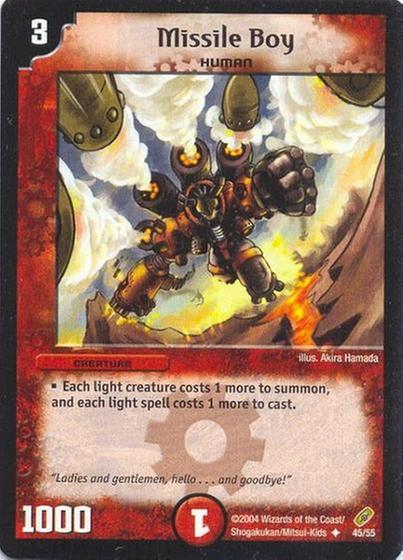 3
Missile Boy
HUMAN
illus. Akira Hamada
CREATURE
▪ Each light creature costs 1 more to summon,
and each light spell costs 1 more to cast.
"Ladies and gentlemen, hello . . . and goodbye!"
1000
1
©2004 Wizards of the Coast/
Shogakukan/Mitsui-Kids ✦ 45/55